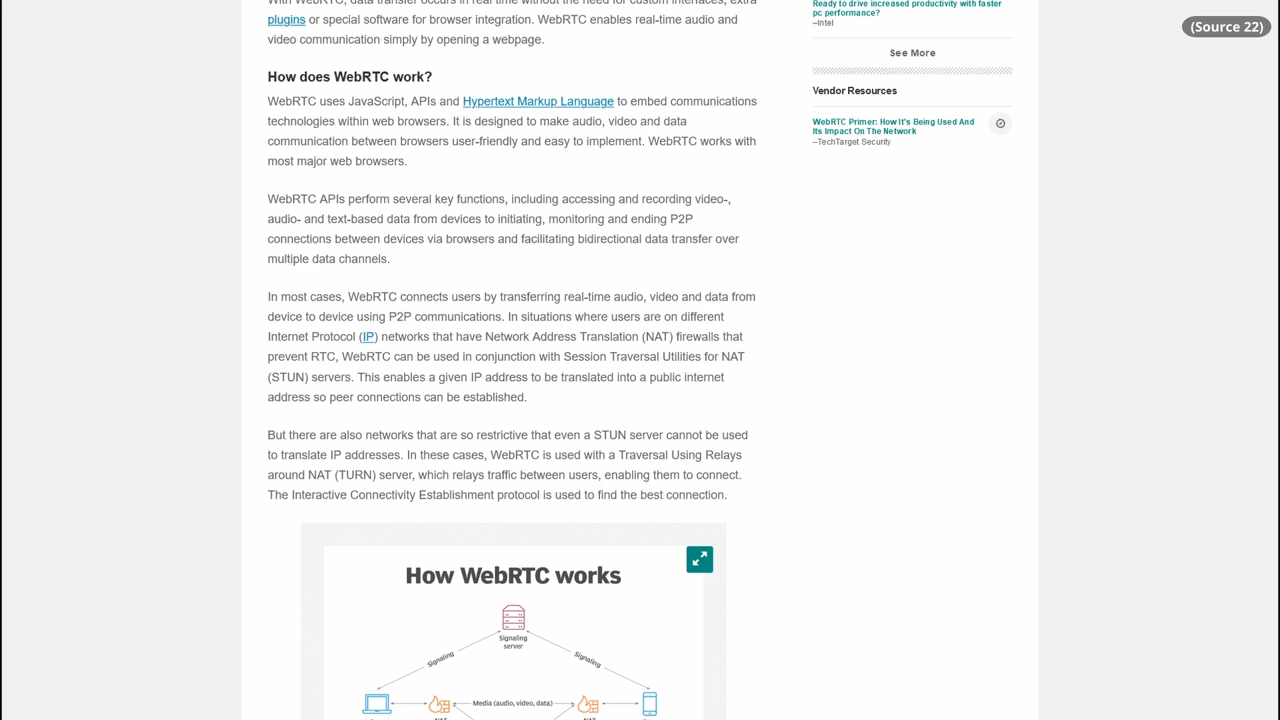 With WebRTC, data transfer occurs in real time without the need for custom interfaces, extra
plugins or special software for browser integration. WebRTC enables real-time audio and
video communication simply by opening a webpage.
How does WebRTC work?
WebRTC uses JavaScript, APIs and Hypertext Markup Language to embed communications
technologies within web browsers. It is designed to make audio, video and data
communication between browsers user-friendly and easy to implement. WebRTC works with
most major web browsers.
WebRTC APIs perform several key functions, including accessing and recording video-,
audio- and text-based data from devices to initiating, monitoring and ending P2P
connections between devices via browsers and facilitating bidirectional data transfer over
multiple data channels.
In most cases, WebRTC connects users by transferring real-time audio, video and data from
device to device using P2P communications. In situations where users are on different
Internet Protocol (IP) networks that have Network Address Translation (NAT) firewalls that
prevent RTC, WebRTC can be used in conjunction with Session Traversal Utilities for NAT
(STUN) servers. This enables a given IP address to be translated into a public internet
address so peer connections can be established.
But there are also networks that are so restrictive that even a STUN server cannot be used
to translate IP addresses. In these cases, WebRTC is used with a Traversal Using Relays
around NAT (TURN) server, which relays traffic between users, enabling them to connect.
The Interactive Connectivity Establishment protocol is used to find the best connection.
How WebRTC works
Signaling
server
Signaling
Signaling
Media (audio, video, data)
Ready to drive increased productivity with faster
pc performance?
–Intel
See More
Vendor Resources
WebRTC Primer: How It's Being Used And
Its Impact On The Network
–TechTarget Security
(Source 22)